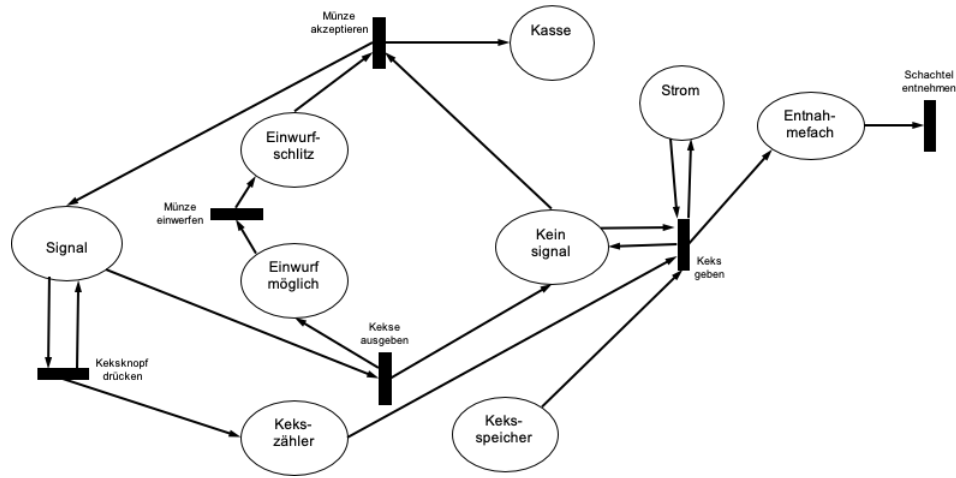 Münze
akzeptieren
Kasse
Strom
Schachtel
entnehmen
Entnah-
mefach
Einwurf-
schlitz
Münze
einwerfen
Signal
Einwurf
möglich
Kein
signal
Keks
geben
Kekse
ausgeben
Keksknopf
drücken
Keks-
zähler
Keks-
speicher